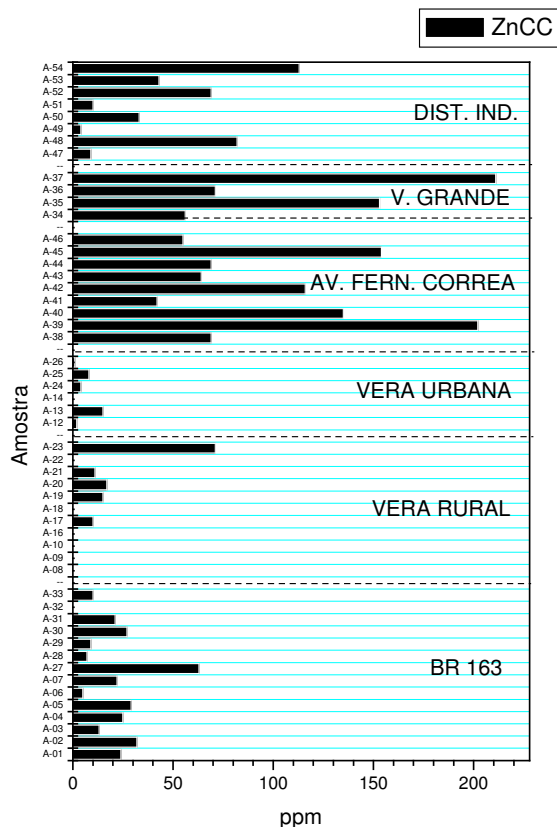 ZnCC
A-54
A-53
A-52
A-51
A-50
A-49
A-48
A-47
--
A-37
A-36
A-35
A-34
--
A-46
A-45
A-44
A-43
A-42
A-41
A-40
A-39
A-38
--
A-26
A-25
A-24
A-14
A-13
A-12
--
A-23
A-22
A-21
A-20
A-19
A-18
A-17
A-16
A-10
A-09
A-08
--
A-33
A-32
A-31
A-30
A-29
A-28
A-27
A-07
A-06
A-05
A-04
A-03
A-02
A-01
DIST. IND.
V. GRANDE
AV. FERN. CORREA
VERA URBANA
VERA RURAL
BR 163
Amostra
0 50 100 150 200
ppm